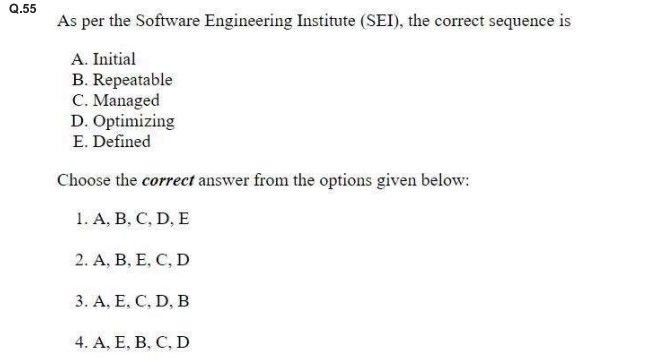 Q.55
As per the Software Engineering Institute (SEI), the correct sequence is
A. Initial
B. Repeatable
C. Managed
D. Optimizing
E. Defined
Choose the correct answer from the options given below:
1. A, B, C, D, E
2. A, B, E, C, D
3. A, E, C, D, B
4. A, E, B, C, D